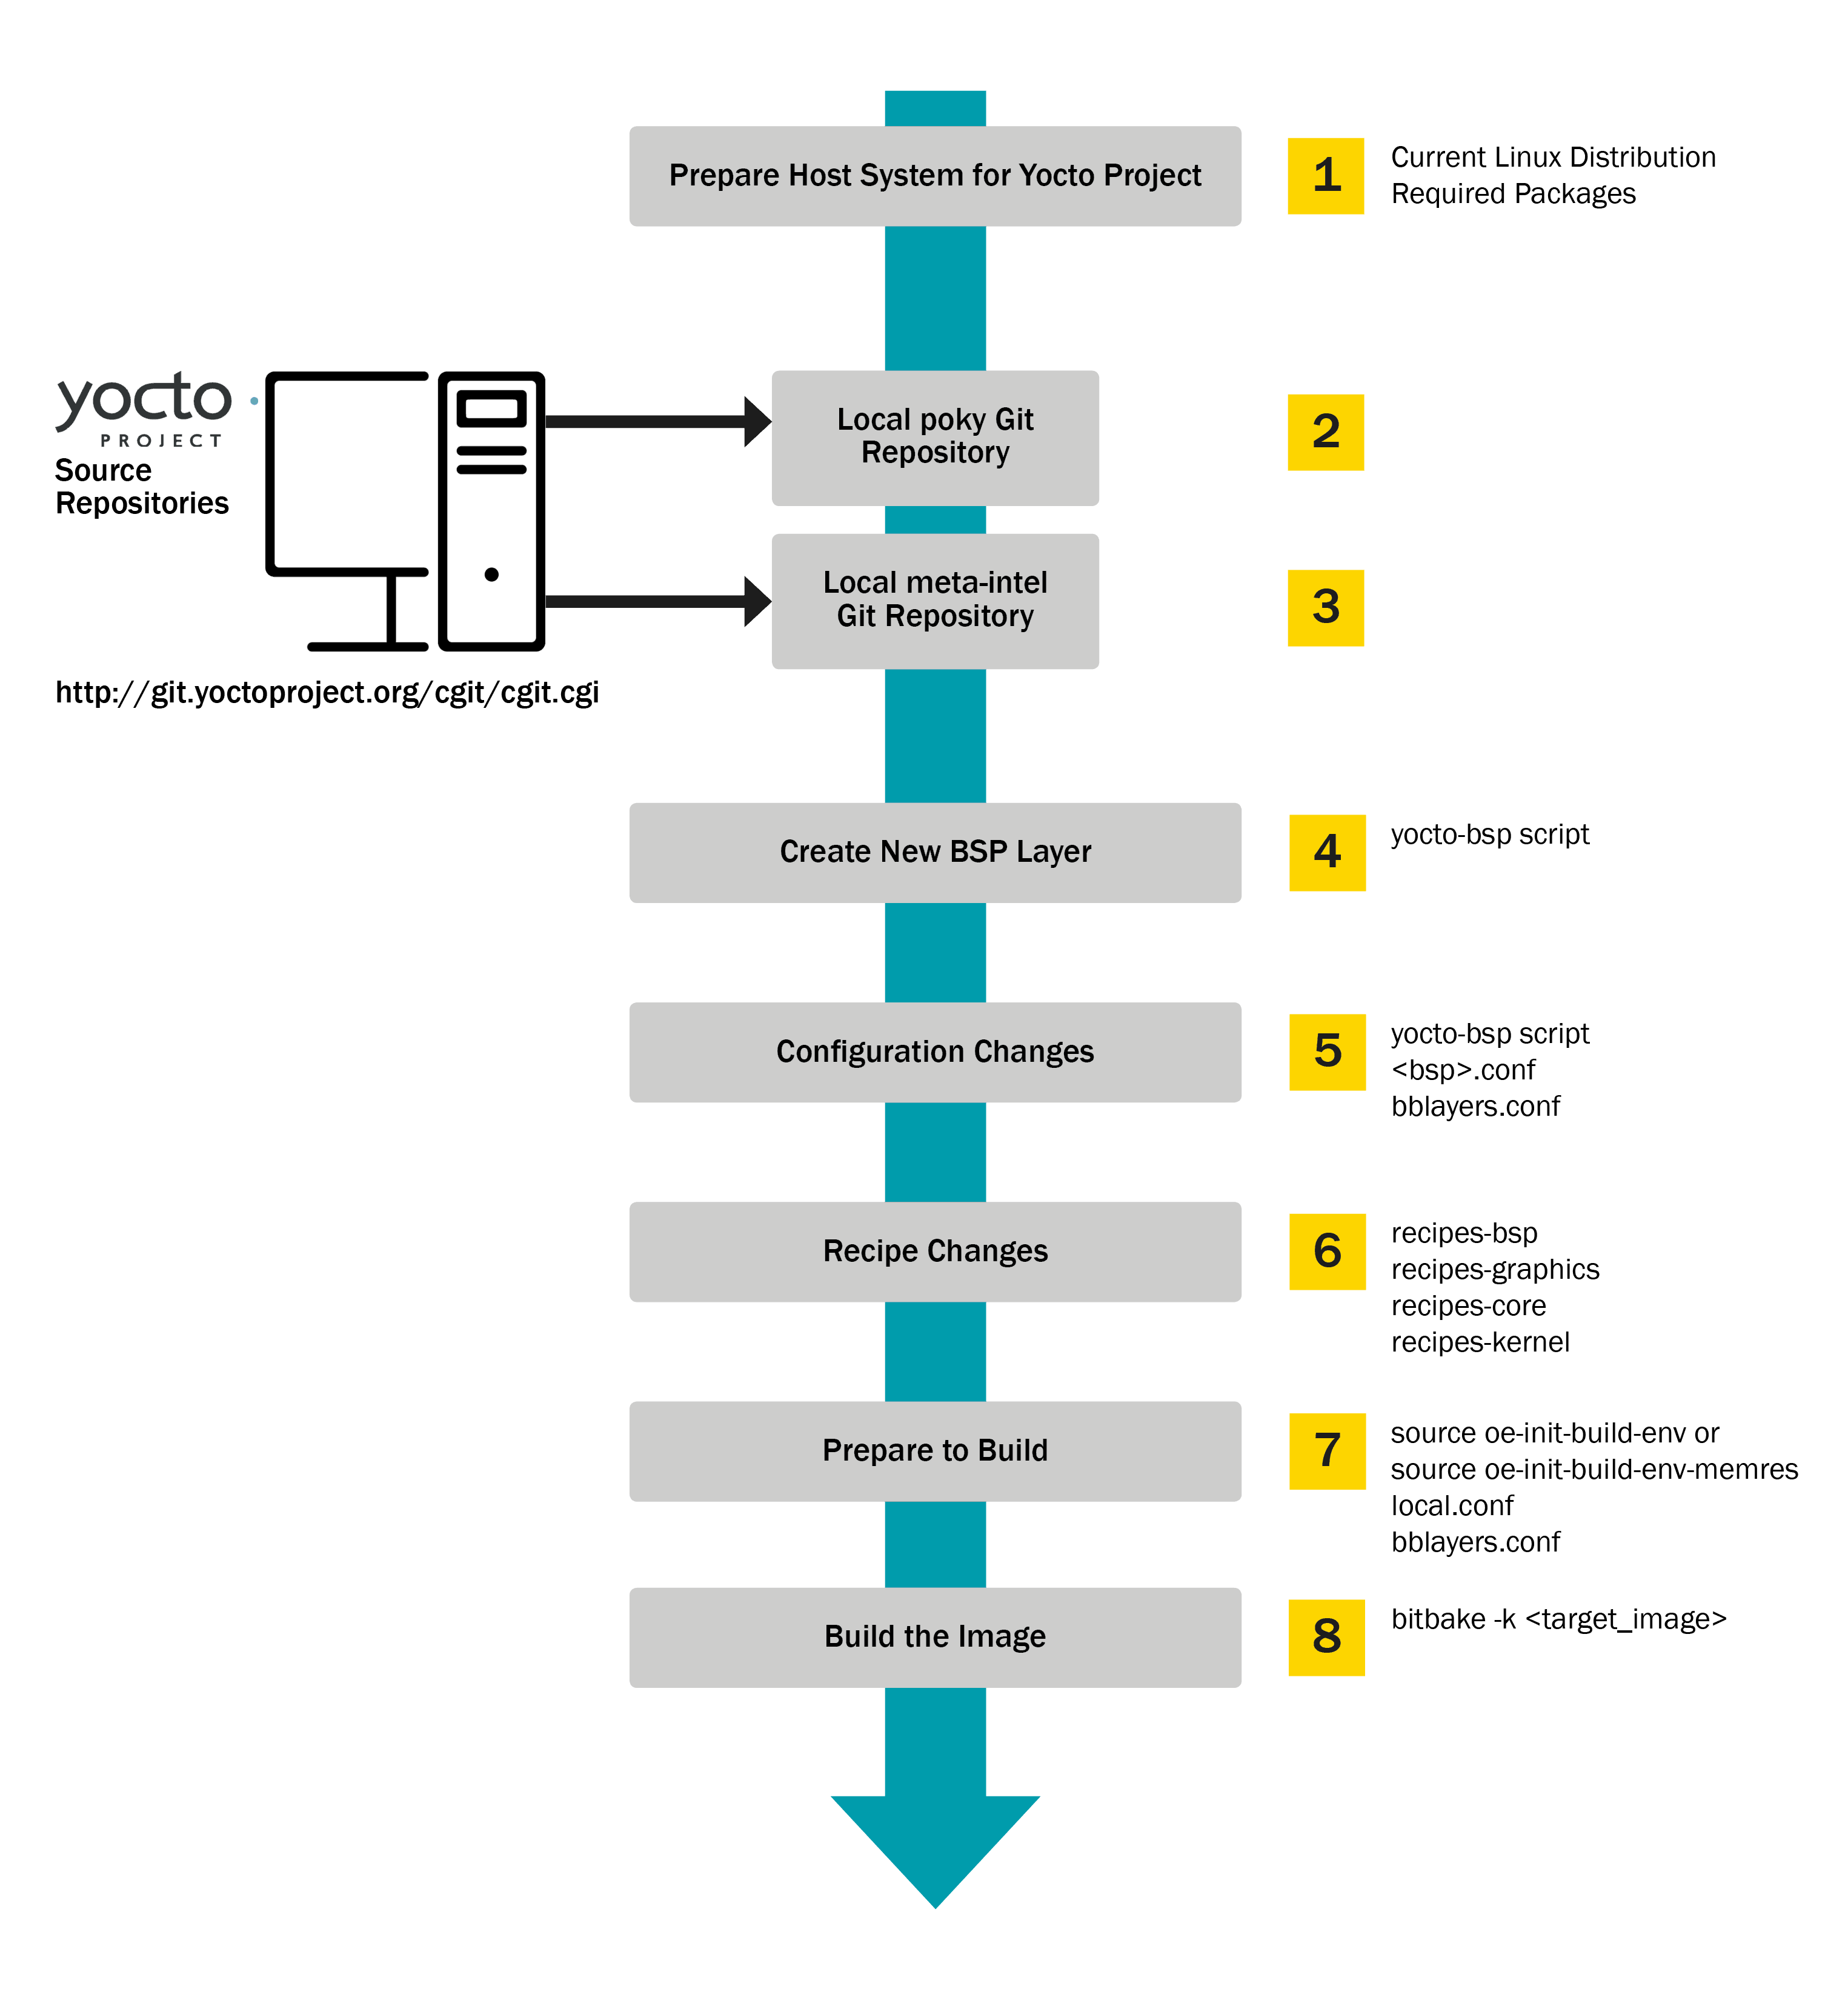 Prepare Host System for Yocto Project
1
Current Linux Distribution
Required Packages
yocto
PROJECT
Source
Repositories
http://git.yoctoproject.org/cgit/cgit.cgi
Local poky Git
Repository
2
Local meta-intel
Git Repository
3
Create New BSP Layer
4
yocto-bsp script
Configuration Changes
5
yocto-bsp script
<bsp>.conf
bblayers.conf
Recipe Changes
6
recipes-bsp
recipes-graphics
recipes-core
recipes-kernel
Prepare to Build
7
source oe-init-build-env or
source oe-init-build-env-memres
local.conf
bblayers.conf
Build the Image
8
bitbake -k <target_image>